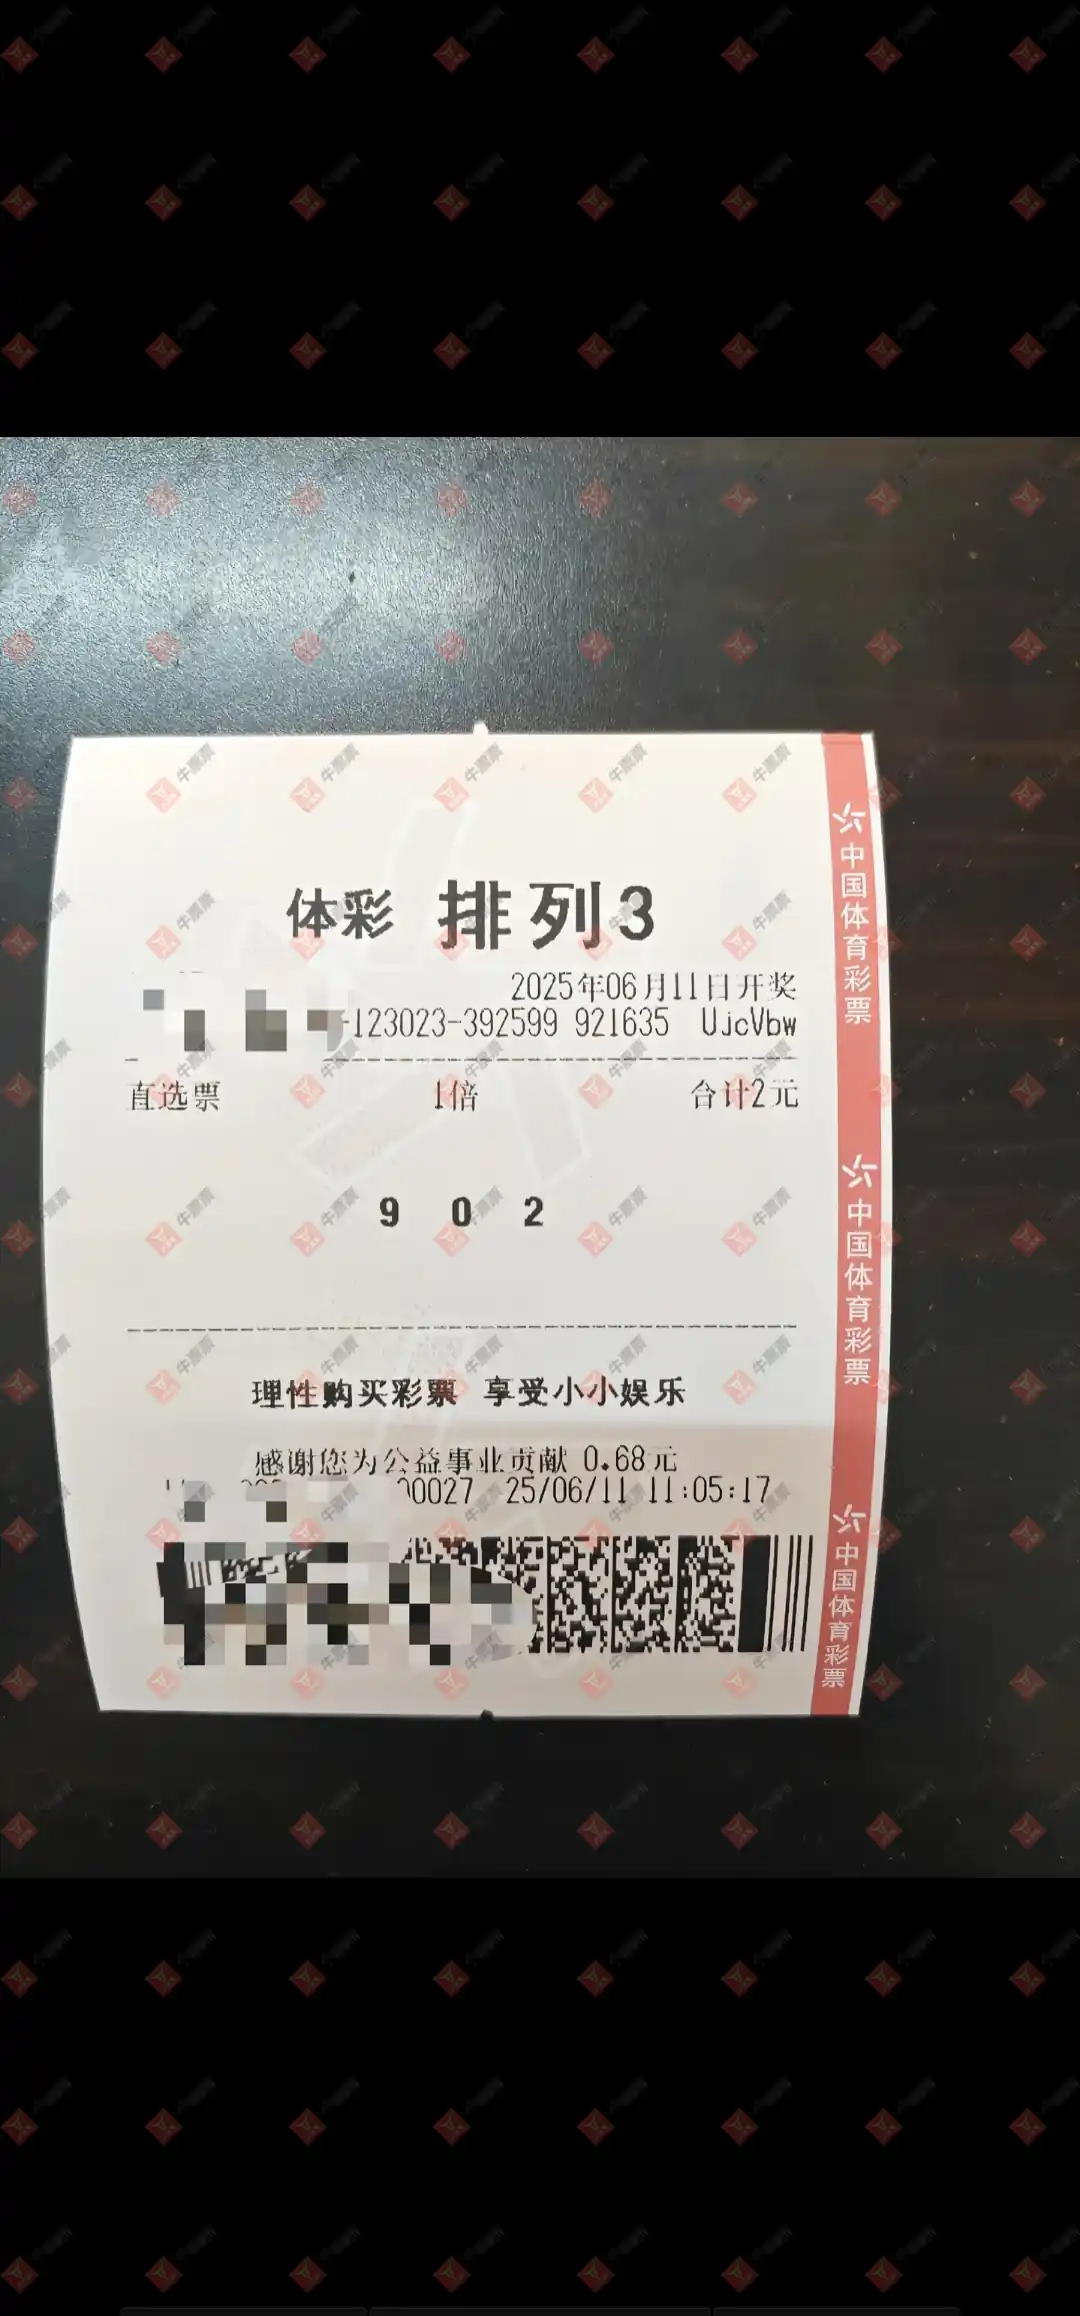 体彩 排列3
2025年06月11日开奖
-123023-392599 921635 UjcVbw
直选票 1倍 合计2元
9 0 2
理性购买彩票 享受小小娱乐
感谢您为公益事业贡献 0.68元
0027 25/06/11 11:05:17
中国体育彩票
中国体育彩票
中国体育彩票
牛票票